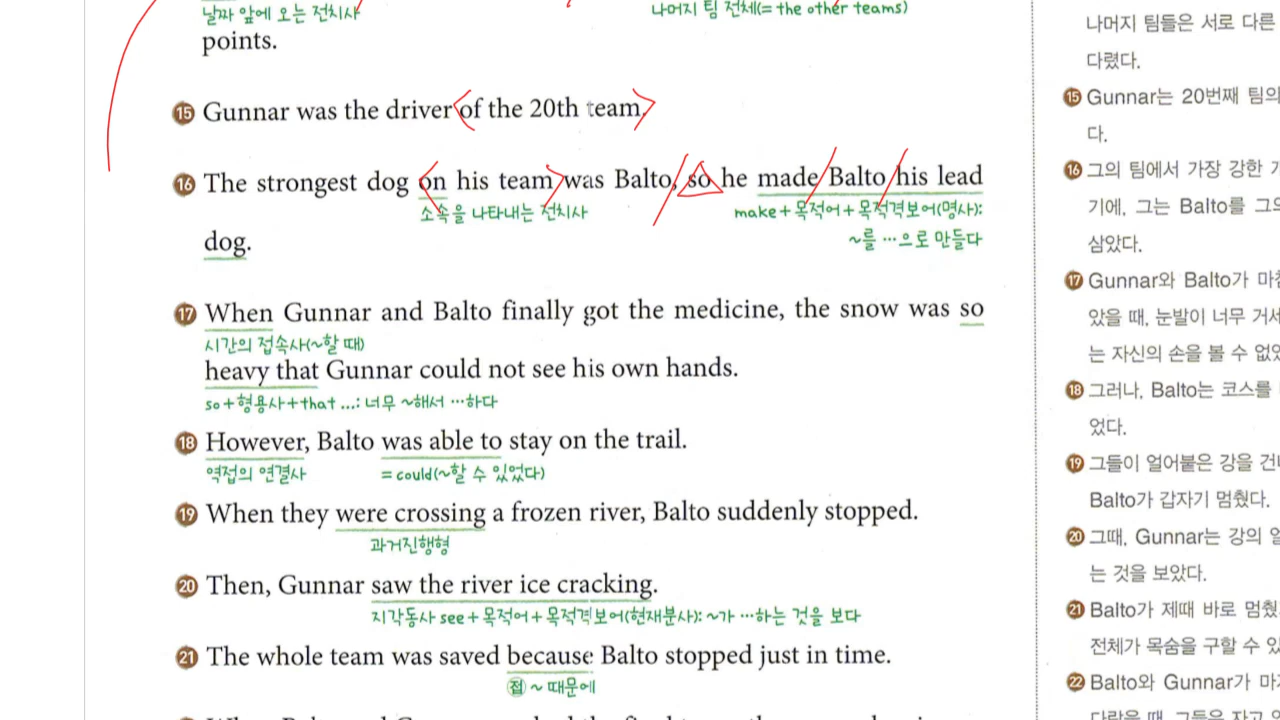 날짜 앞에 오는 전치사
나머지 팀 전체(= the other teams)
points.
15 Gunnar was the driver of the 20th team.
16 The strongest dog on his team was Balto, so he made Balto his lead
소속을 나타내는 전치사
make+목적어+목적격보어(명사):
dog.
~를 …으로 만들다
17 When Gunnar and Balto finally got the medicine, the snow was so
시간의 접속사(~할 때)
heavy that Gunnar could not see his own hands.
so+형용사+that …: 너무 ~해서 …하다
18 However, Balto was able to stay on the trail.
역접의 연결사
= could(~할 수 있었다)
19 When they were crossing a frozen river, Balto suddenly stopped.
과거진행형
20 Then, Gunnar saw the river ice cracking.
지각동사 see+목적어+목적격보어(현재분사): ~가 …하는 것을 보다
21 The whole team was saved because Balto stopped just in time.
접 ~ 때문에
나머지 팀들은 서로 다른
다렸다.
15 Gunnar는 20번째 팀의
다.
16 그의 팀에서 가장 강한
기에, 그는 Balto를 그의
삼았다.
17 Gunnar와 Balto가
았을 때, 눈발이 너무
는 자신의 손을 볼 수
18 그러나, Balto는 코스를
었다.
19 그들이 얼어붙은 강을
Balto가 갑자기 멈췄다.
20 그때, Gunnar는 강의
는 것을 보았다.
21 Balto가 제때 바로
전체가 목숨을 구할 수
22 Balto와 Gunnar가